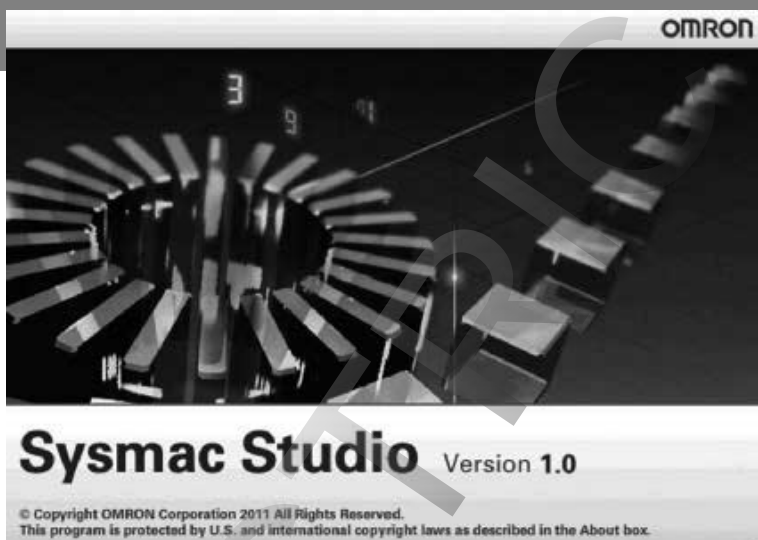 OMRON
3
9
TRIC
Sysmac Studio Version 1.0
© Copyright OMRON Corporation 2011 All Rights Reserved.
This program is protected by U.S. and international copyright laws as described in the About box.